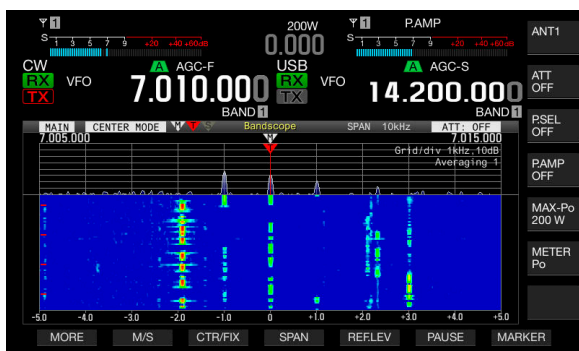 1 200W 1 P.AMP ANT1
S 1 3 5 7 9 +20 +40 +60dB 0.000 S 1 3 5 7 9 +20 +40 +60dB
CW A AGC-F USB A AGC-S ATT
RX VFO RX VFO OFF
TX 7.010.000 TX 14.200.000
BAND 1 BAND 1 P.SEL
OFF
MAIN CENTER MODE M T S Bandscope SPAN 10kHz ATT: OFF
7.005.000 M 7.015.000
T Grid/div 1kHz,10dB P.AMP
Averaging 1 OFF
MAX-Po
200 W
METER
Po
-5.0 -4.0 -3.0 -2.0 -1.0 0 +1.0 +2.0 +3.0 +4.0 +5.0
MORE M/S CTR/FIX SPAN REF.LEV PAUSE MARKER